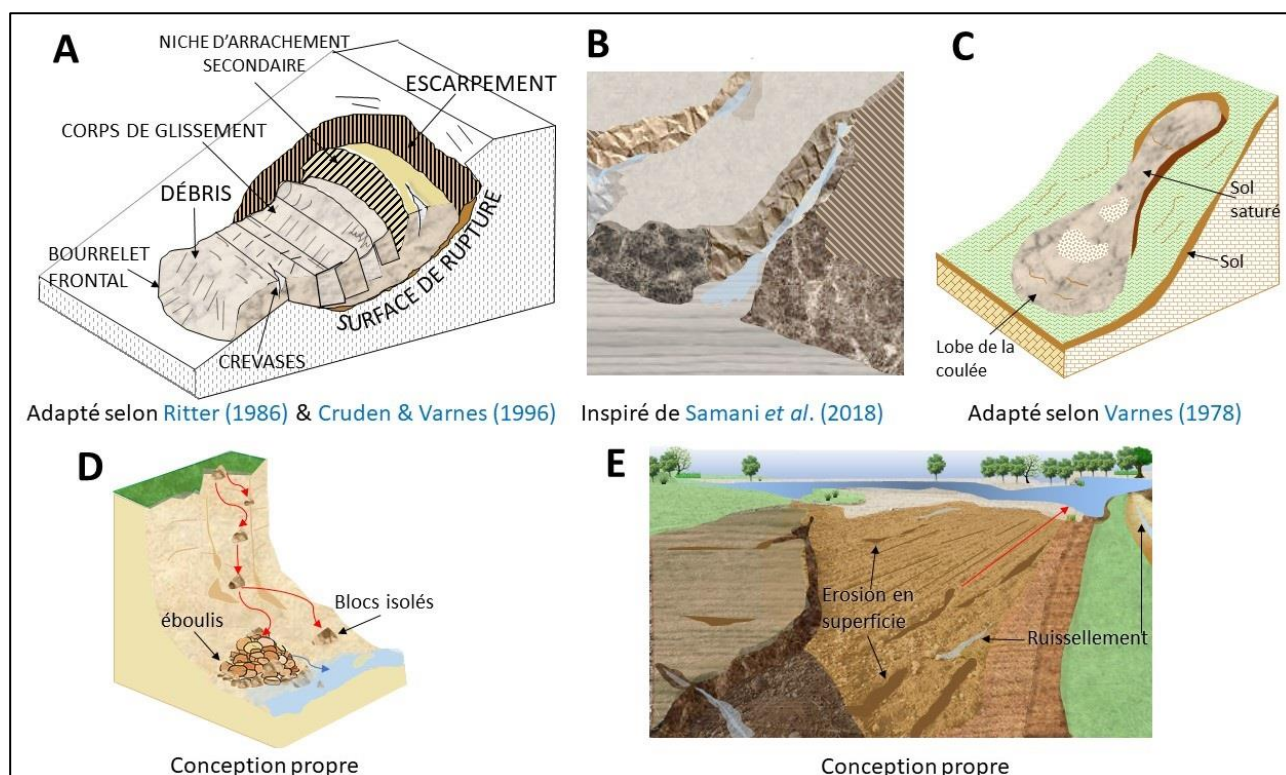 A
NICHE D’ARRACHEMENT
SECONDAIRE
ESCARPEMENT
CORPS DE GLISSEMENT
DÉBRIS
BOURRELET
FRONTAL
CREVASES
SURFACE DE RUPTURE
Adapté selon Ritter (1986) & Cruden & Varnes (1996)
B
Inspiré de Samani et al. (2018)
C
Sol
saturé
Sol
Lobe de la
coulée
Adapté selon Varnes (1978)
D
éboulis
Blocs isolés
Conception propre
E
Erosion en
superficie
Ruissellement
Conception propre